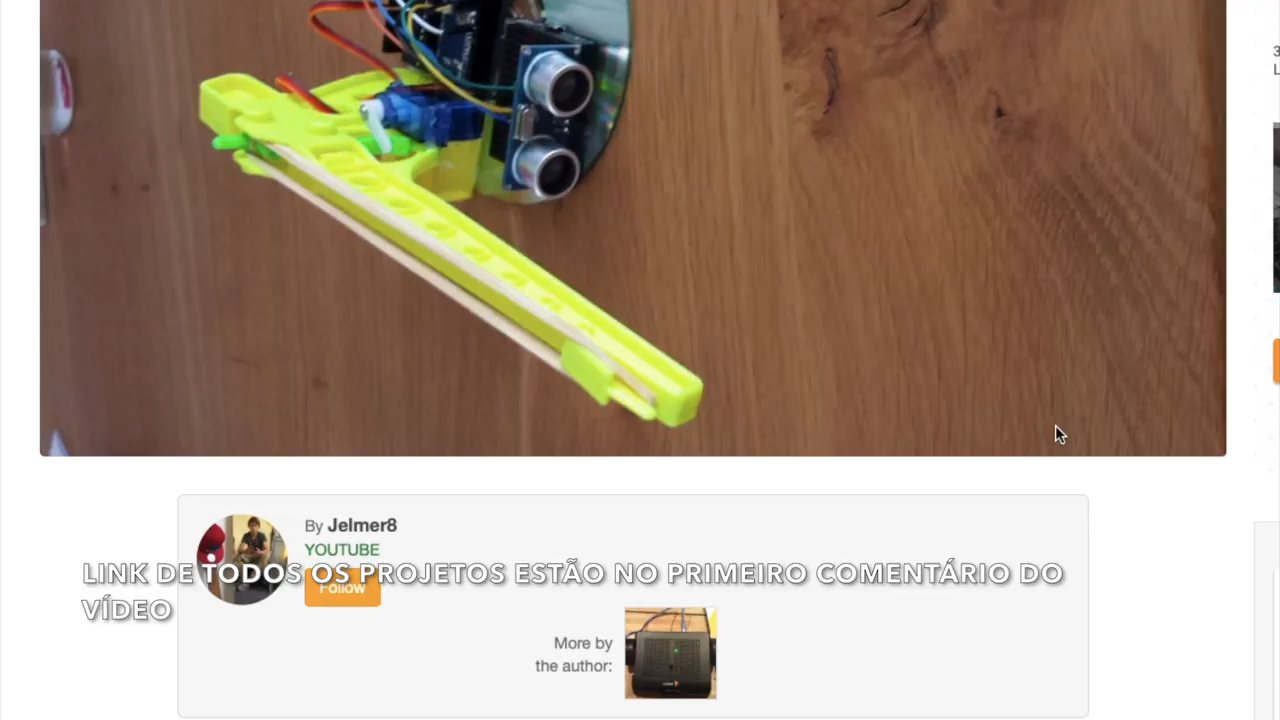 3
L
By Jelmer8
YOUTUBE
LINK DE TODOS OS PROJETOS ESTÃO NO PRIMEIRO COMENTÁRIO DO
VÍDEO
Follow
More by
the author: